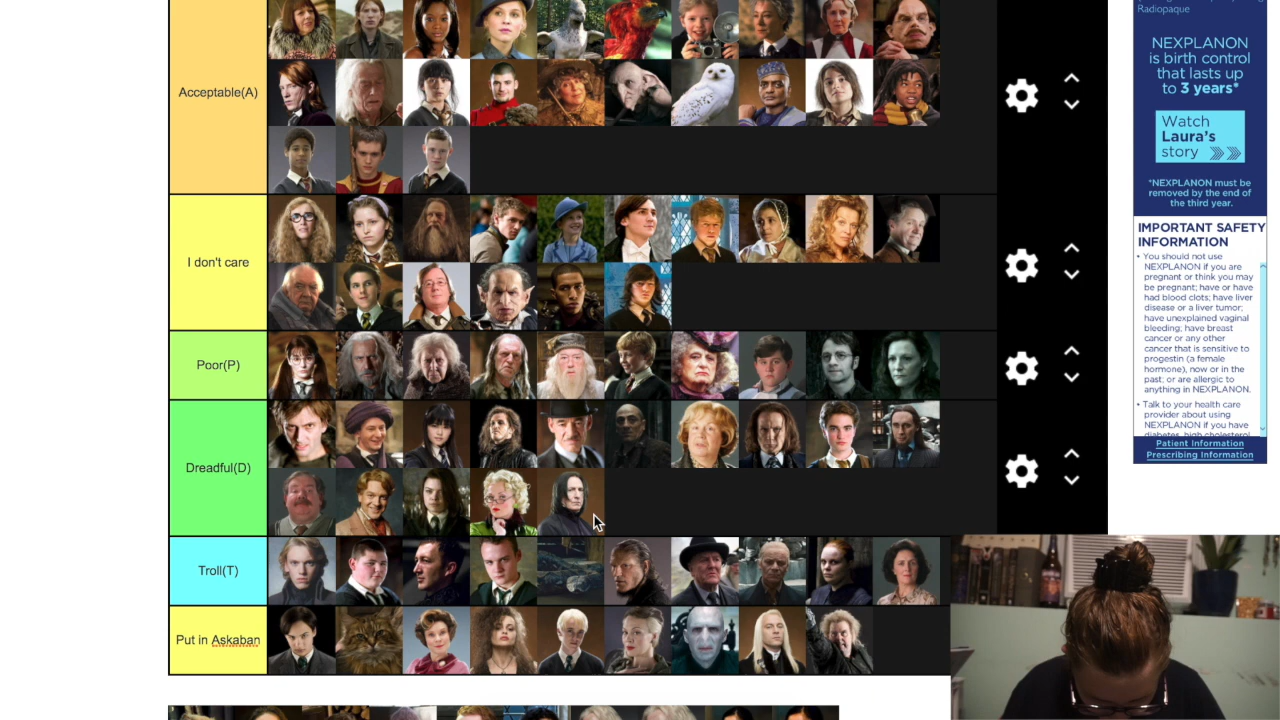 Radiopaque
NEXPLANON
is birth control
that lasts up
to 3 years*
Watch
Laura's
story
*NEXPLANON must be
removed by the end of
the third year.
IMPORTANT SAFETY
INFORMATION
• You should not use
NEXPLANON if you are
pregnant or think you may
be pregnant; have or have
had blood clots; have liver
disease or a liver tumor;
have unexplained vaginal
bleeding; have breast
cancer or any other
cancer that is sensitive to
progestin (a female
hormone), now or in the
past; or are allergic to
anything in NEXPLANON.
• Talk to your health care
provider about using
NEXPLANON if you have
diabetes, high cholesterol
Patient Information
Prescribing Information
Acceptable(A)
I don't care
Poor(P)
Dreadful(D)
Troll(T)
Put in Askaban